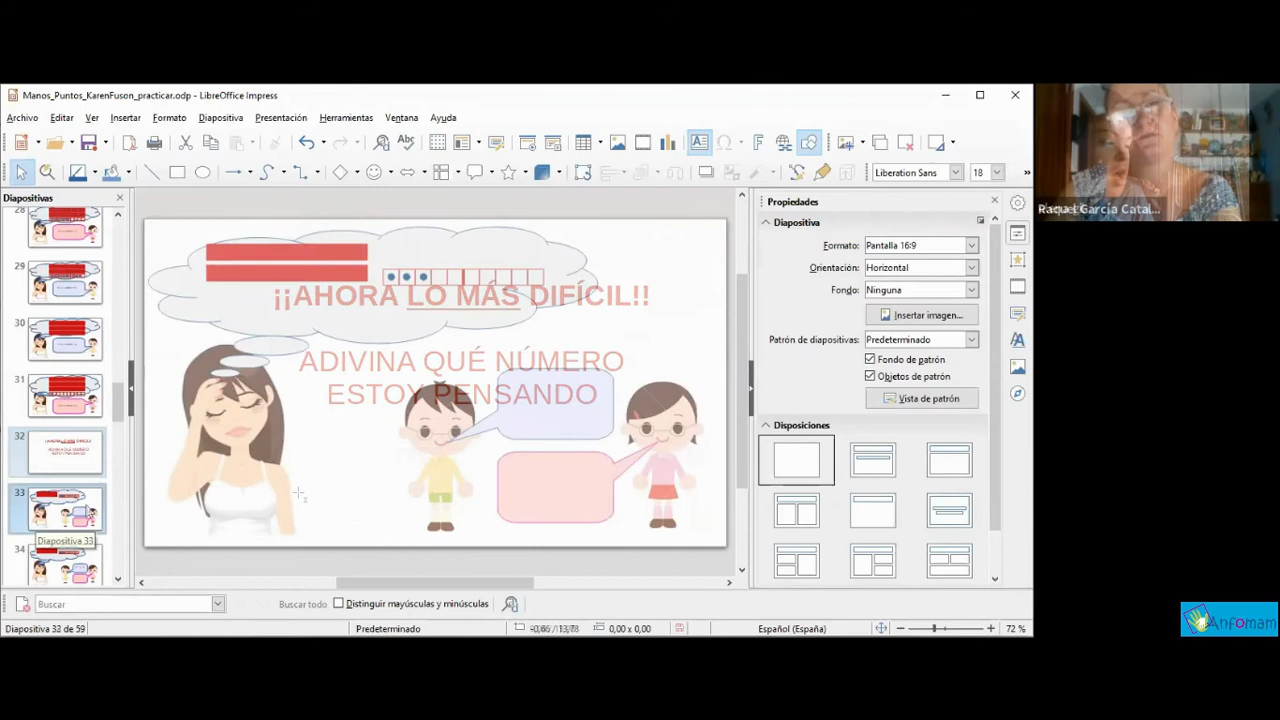 Manos_Puntos_KarenFuson_practicar.odp - LibreOffice Impress
Archivo Editar Ver Insertar Formato Diapositiva Presentación Herramientas Ventana Ayuda
Liberation Sans 18
Diapositivas
28
29
30
31
32
33
Diapositiva 33
34
¡¡AHORA LO MÁS DIFÍCIL!!
ADIVINA QUÉ NÚMERO
ESTOY PENSANDO
Propiedades
Diapositiva
Formato: Pantalla 16:9
Orientación: Horizontal
Fondo: Ninguna
Insertar imagen...
Patrón de diapositivas: Predeterminado
Fondo de patrón
Objetos de patrón
Vista de patrón
Disposiciones
Buscar Buscar todo Distinguir mayúsculas y minúsculas
Diapositiva 33 de 59 Predeterminado 0,00 x 0,00 Español (España) 72 %
Raquel García Catal...
Anfomam